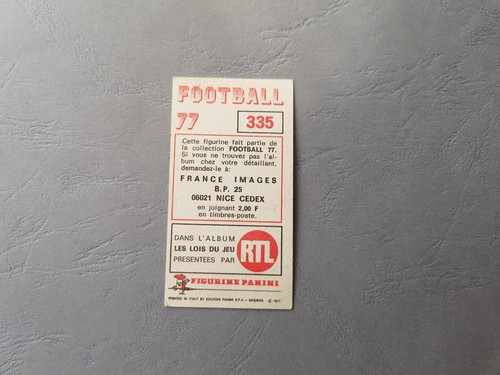 FOOTBALL
77 335
Cette figurine fait partie de
la collection FOOTBALL 77.
Si vous ne trouvez pas l'al-
bum chez votre détaillant,
demandez-le à:
FRANCE IMAGES
B.P. 25
06021 NICE CEDEX
en joignant 2,00 F
en timbres-poste.
DANS L'ALBUM
LES LOIS DU JEU
PRESENTEES PAR
RTL
FIGURINE PANINI
PRINTED IN ITALY BY EDIZIONI PANINI S.P.A. - MODENA © 1977